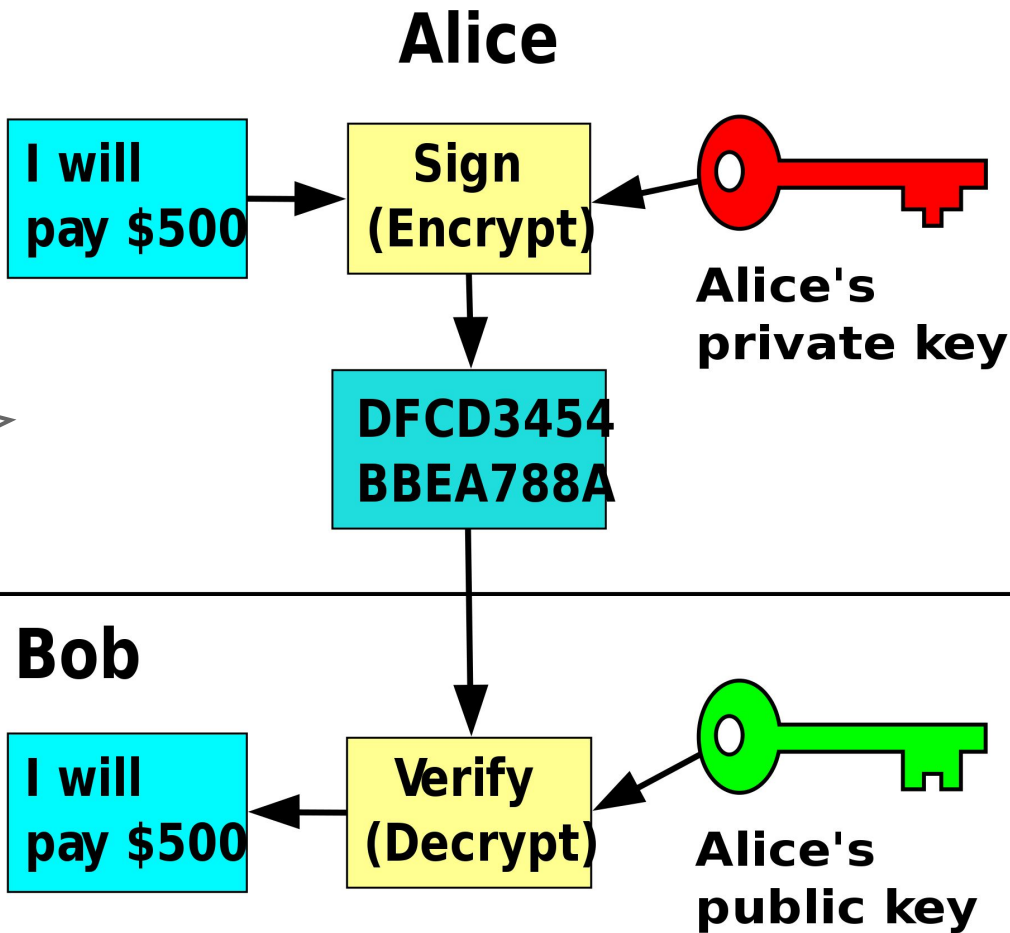 Alice
I will
pay $500
Sign
(Encrypt)
Alice's
private key
DFCD3454
BBEA788A
Bob
I will
pay $500
Verify
(Decrypt)
Alice's
public key